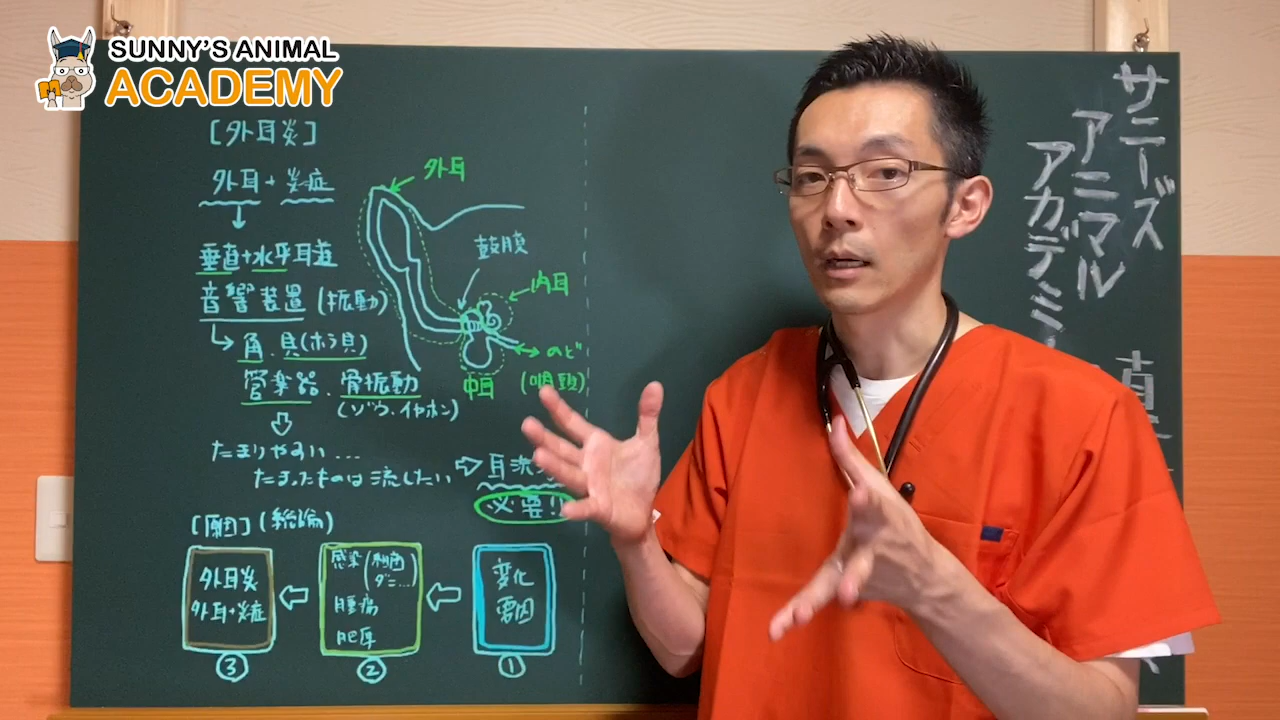 SUNNY'S ANIMAL
ACADEMY
[外耳炎]
外耳+炎症
垂直+水平耳道
音響装置(振動)
角.貝(ホラ貝)
管楽器.骨振動
(ゾウ.イヤホン)
たまりやすい...
たまったものは流したい
耳洗
必要!!
外耳
鼓膜
内耳
のど
(咽頭)
中耳
[原因](総論)
外耳炎
外耳+炎症
③
感染(細菌
ダニ...)
腫瘍
肥厚
②
変化
要因
①
サニーズ
アニマル
アカデミー